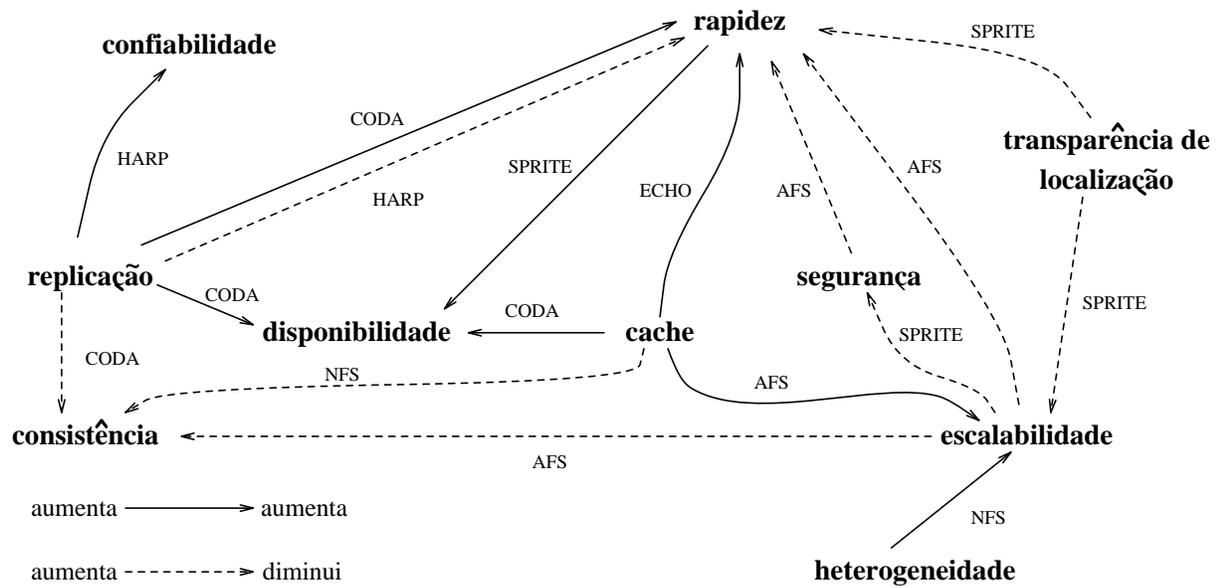 rapidez
SPRITE
confiabilidade
CODA
transparência de
localização
HARP
SPRITE
AFS
ECHO
AFS
HARP
replicação
segurança
CODA
SPRITE
CODA
disponibilidade
cache
SPRITE
CODA
NFS
AFS
consistência
escalabilidade
AFS
aumenta
aumenta
NFS
aumenta
diminui
heterogeneidade